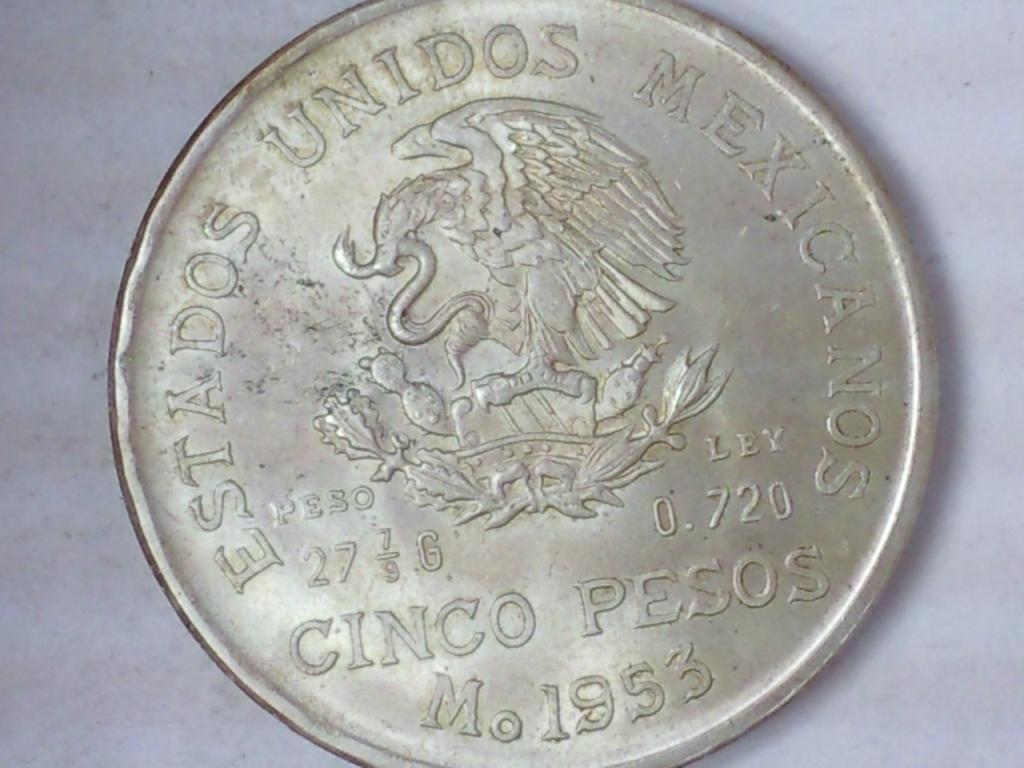 ESTADOS UNIDOS MEXICANOS
PESO
27 7/9 G
LEY
0.720
CINCO PESOS
Mo 1953